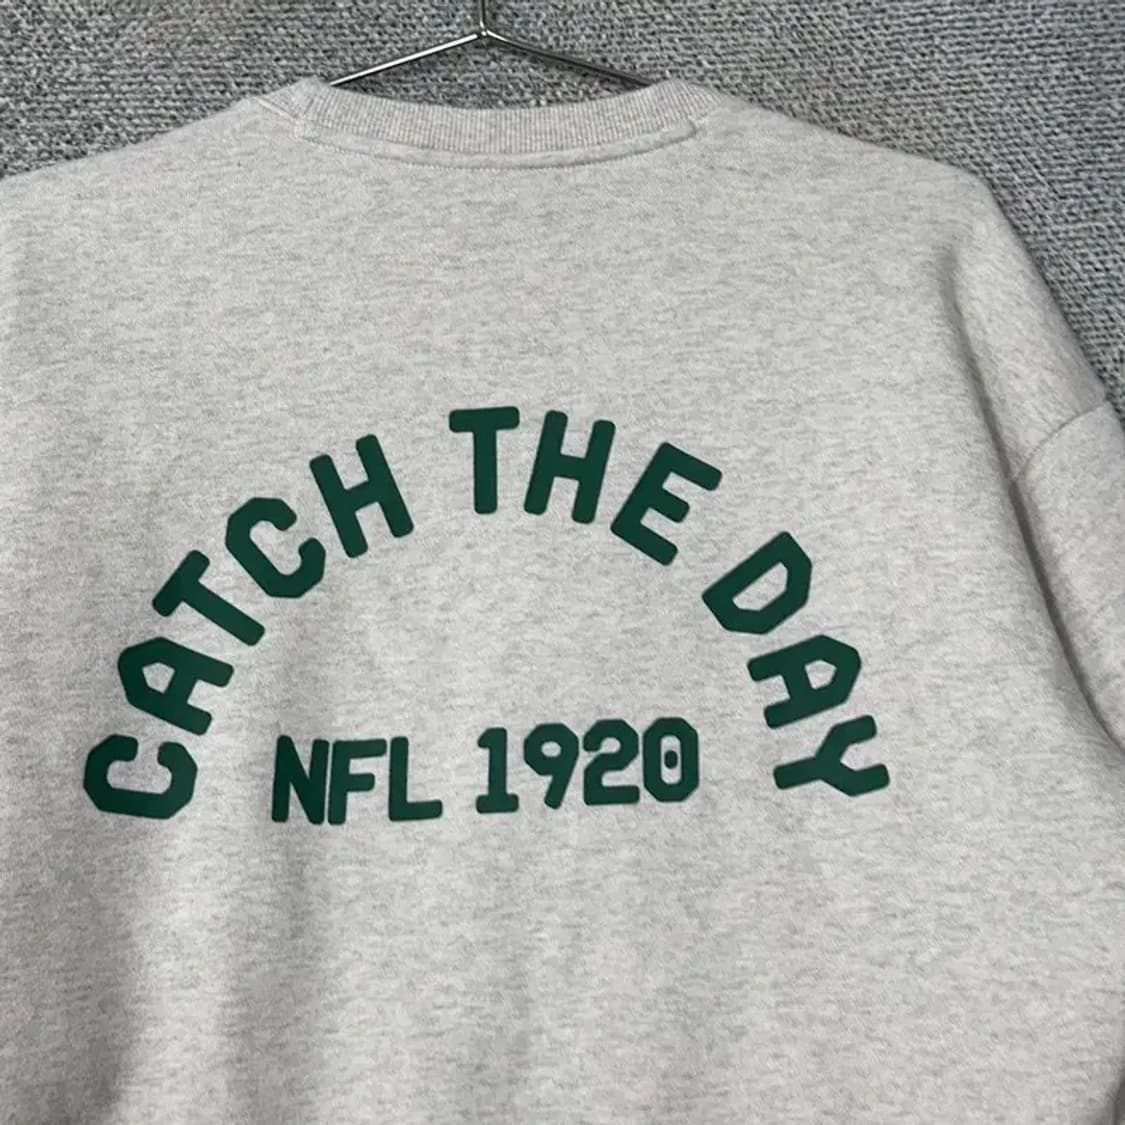 CATCH THE DAY
NFL 1920